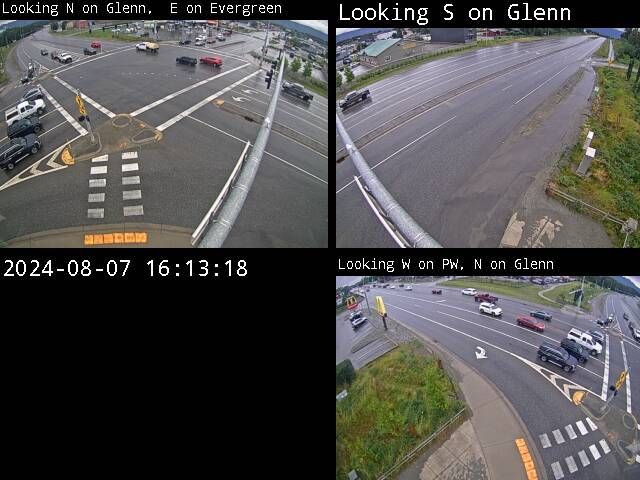 Looking N on Glenn, E on Evergreen
Looking S on Glenn
2024-08-07 16:13:18
Looking W on PW, N on Glenn